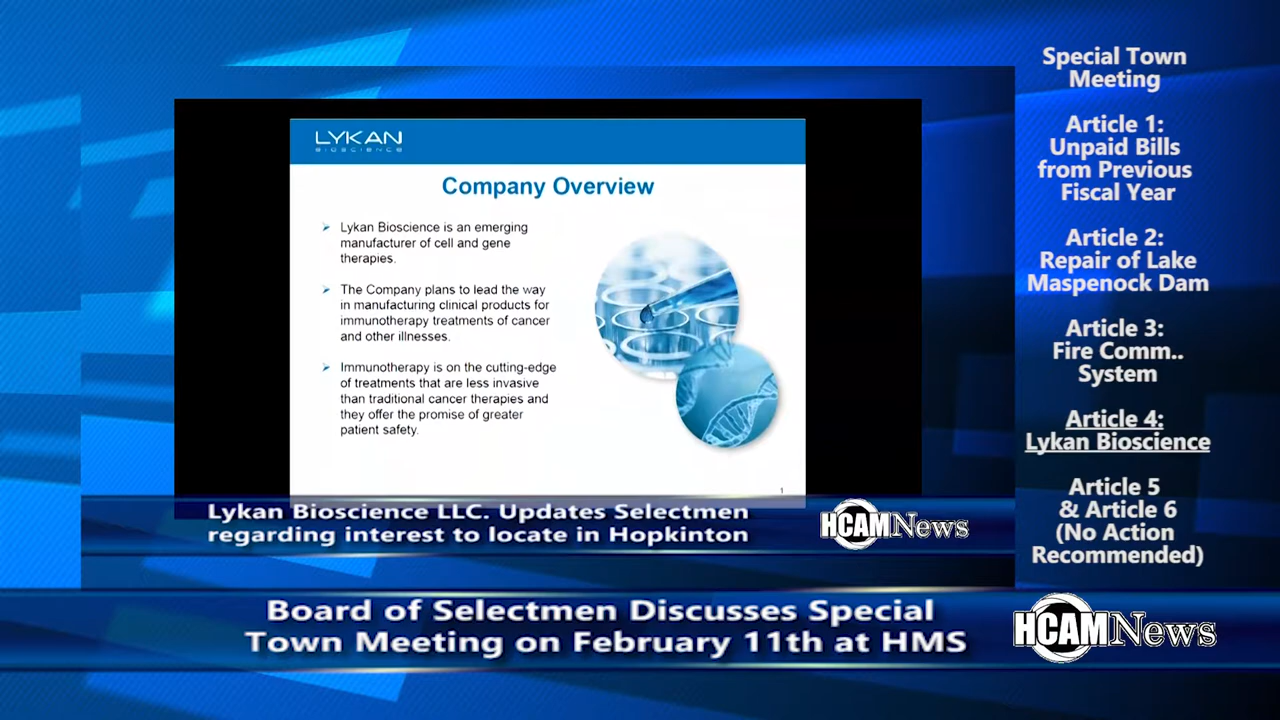 LYKAN
BIOSCIENCE
Company Overview
Lykan Bioscience is an emerging
manufacturer of cell and gene
therapies.
The Company plans to lead the way
in manufacturing clinical products for
immunotherapy treatments of cancer
and other illnesses.
Immunotherapy is on the cutting-edge
of treatments that are less invasive
than traditional cancer therapies and
they offer the promise of greater
patient safety.
1
Lykan Bioscience LLC. Updates Selectmen
regarding interest to locate in Hopkinton
HCAMNews
Board of Selectmen Discusses Special
Town Meeting on February 11th at HMS
HCAMNews
Special Town
Meeting
Article 1:
Unpaid Bills
from Previous
Fiscal Year
Article 2:
Repair of Lake
Maspenock Dam
Article 3:
Fire Comm..
System
Article 4:
Lykan Bioscience
Article 5
& Article 6
(No Action
Recommended)